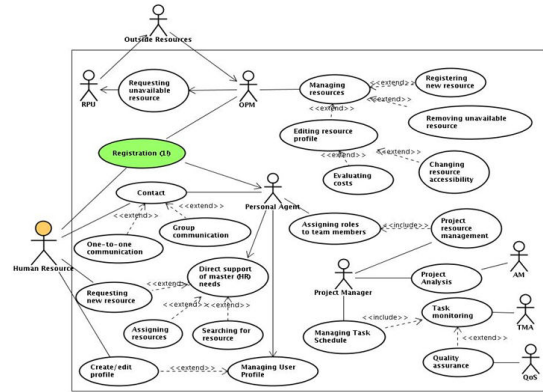 Outside Resources
RPU
Requesting
unavailable
resource
OPM
Managing
resources
<<extend>>
Registering
new resource
<<extend>>
Removing unavailable
resource
<<extend>>
Editing resource
profile
<<extend>>
Changing
resource
accessibility
<<extend>>
Evaluating
costs
Registration (1!)
Contact
Personal Agent
<<extend>>
<<extend>>
Group
communication
One-to-one
communication
Human Resource
Assigning roles
to team members
<<include>>
Project
resource
management
Requesting
new resource
<<extend>>
Direct support
of master (HR)
needs
Project Manager
Project
Analysis
AM
<<extend>>
<<extend>>
Assigning
resources
Searching for
resource
<<include>>
Task
monitoring
TMA
Managing Task
Schedule
<<extend>>
Create/edit
profile
<<extend>>
Managing User
Profile
Quality
assurance
QoS